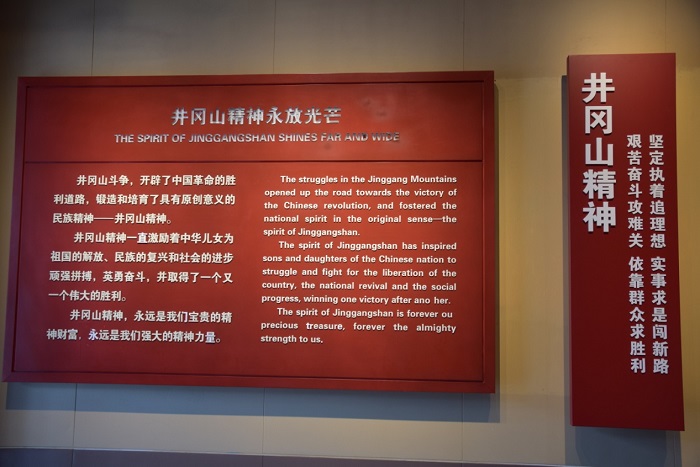 井冈山精神永放光芒
THE SPIRIT OF JINGGANGSHAN SHINES FAR AND WIDE
井冈山斗争，开辟了中国革命的胜
利道路，锻造和培育了具有原创意义的
民族精神——井冈山精神。
井冈山精神一直激励着中华儿女为
祖国的解放、民族的复兴和社会的进步
顽强拼搏，英勇奋斗，并取得了一个又
一个伟大的胜利。
井冈山精神，永远是我们宝贵的精
神财富，永远是我们强大的精神力量。
The struggles in the Jinggang Mountains
opened up the road towards the victory of
the Chinese revolution, and fostered the
national spirit in the original sense—the
spirit of Jinggangshan.
The spirit of Jinggangshan has inspired
sons and daughters of the Chinese nation to
struggle and fight for the liberation of the
country, the national revival and the social
progress, winning one victory after ano her.
The spirit of Jinggangshan is forever ou
precious treasure, forever the almighty
strength to us.
井冈山精神
坚定执着追理想 实事求是闯新路
艰苦奋斗攻难关 依靠群众求胜利